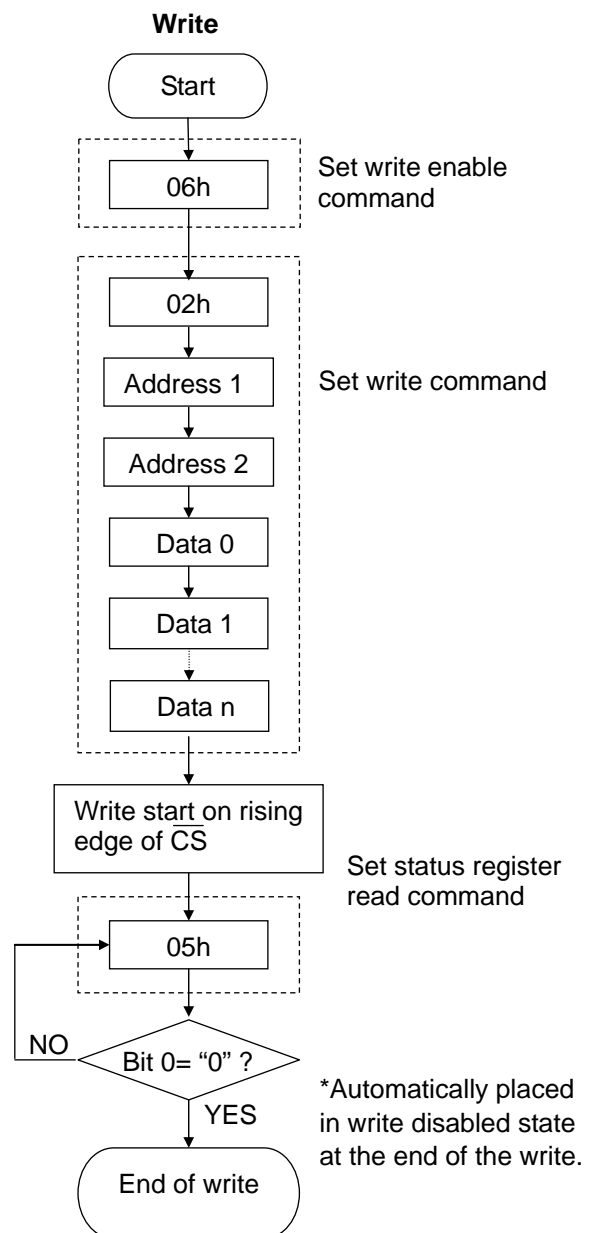 Write
Start
06h
Set write enable
command
02h
Address 1
Set write command
Address 2
Data 0
Data 1
Data n
Write start on rising
edge of C̅S̅
Set status register
read command
05h
NO
Bit 0= “0” ?
YES
*Automatically placed
in write disabled state
at the end of the write.
End of write